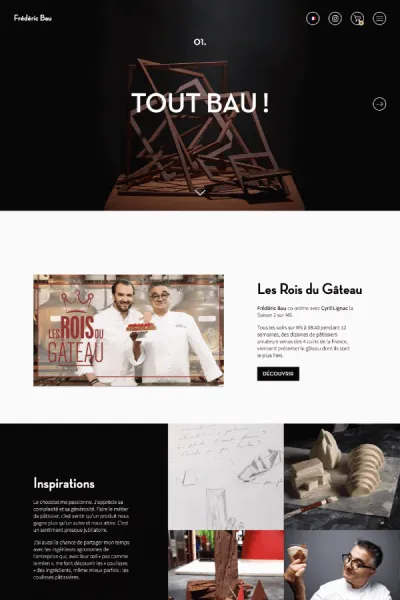 Frédéric Bau
01.
TOUT BAU !
LES ROIS DU
GÂTEAU
Les Rois du Gâteau
Frédéric Bau co-anime avec Cyril Lignac la
Saison 2 sur M6.
Tous les soirs sur M6 à 18:40 pendant 12
semaines, des dizaines de pâtissiers
amateurs venus des 4 coins de la France,
viennent présenter le gâteau dont ils sont
le plus fiers.
DÉCOUVRIR
Inspirations
Le chocolat me passionne. J'apprécie sa
complexité et sa générosité. Faire le métier
de pâtissier, c'est sentir qu'un produit nous
gagne plus qu'un autre et nous attire. C'est
un sentiment presque jubilatoire.
J'ai aussi la chance de partager mon temps
avec les ingénieurs agronomes de
l'entreprise qui, avec leur œil « pas comme
le mien », me font découvrir les « coulisses
» des ingrédients, même mieux parfois : les
coulisses pâtissières.